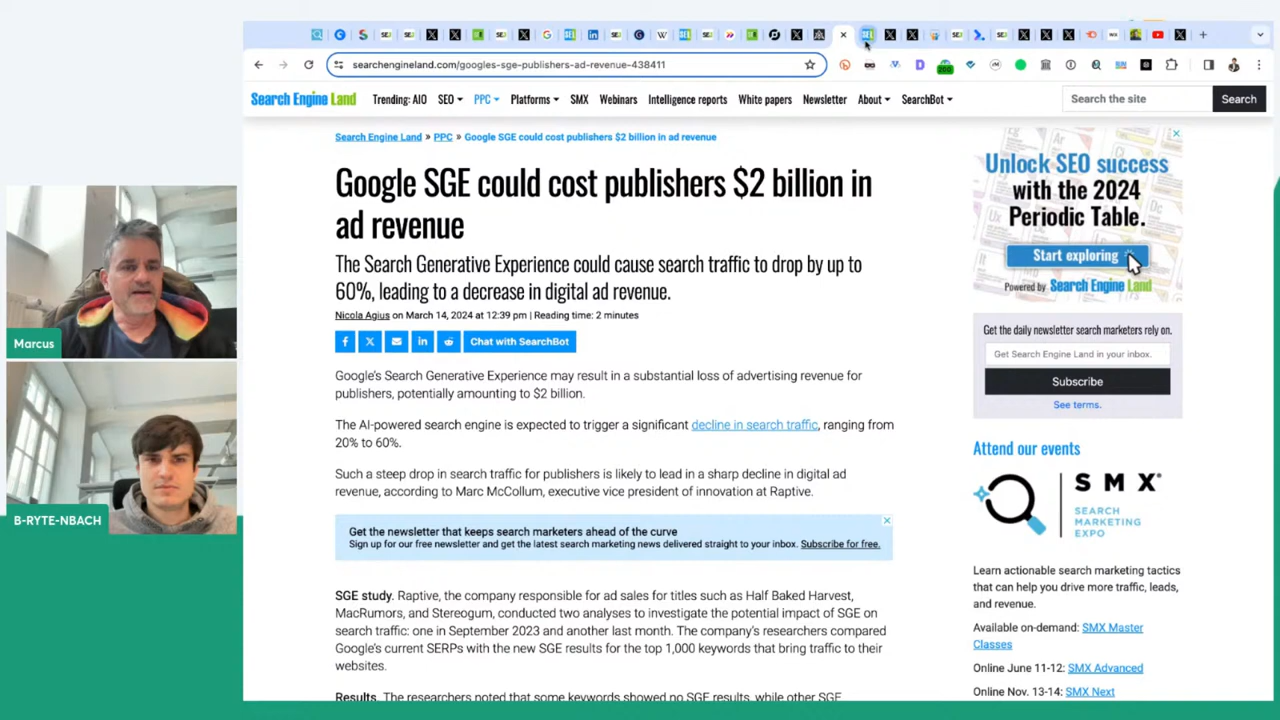 searchengineland.com/googles-sge-publishers-ad-revenue-438411
Search Engine Land
Trending: AIO
SEO
PPC
Platforms
SMX
Webinars
Intelligence reports
White papers
Newsletter
About
SearchBot
Search the site
Search
Search Engine Land » PPC » Google SGE could cost publishers $2 billion in ad revenue
Google SGE could cost publishers $2 billion in
ad revenue
The Search Generative Experience could cause search traffic to drop by up to
60%, leading to a decrease in digital ad revenue.
Nicola Agius on March 14, 2024 at 12:39 pm | Reading time: 2 minutes
Chat with SearchBot
Google's Search Generative Experience may result in a substantial loss of advertising revenue for
publishers, potentially amounting to $2 billion.
The AI-powered search engine is expected to trigger a significant decline in search traffic, ranging from
20% to 60%.
Such a steep drop in search traffic for publishers is likely to lead in a sharp decline in digital ad
revenue, according to Marc McCollum, executive vice president of innovation at Raptive.
Get the newsletter that keeps search marketers ahead of the curve
Sign up for our free newsletter and get the latest search marketing news delivered straight to your inbox. Subscribe for free.
SGE study. Raptive, the company responsible for ad sales for titles such as Half Baked Harvest,
MacRumors, and Stereogum, conducted two analyses to investigate the potential impact of SGE on
search traffic: one in September 2023 and another last month. The company's researchers compared
Google's current SERPs with the new SGE results for the top 1,000 keywords that bring traffic to their
websites.
Results. The researchers noted that some keywords showed no SGE results, while other SGE
Unlock SEO success
with the 2024
Periodic Table.
Start exploring
Powered by Search Engine Land
Get the daily newsletter search marketers rely on.
Get Search Engine Land in your inbox.
Subscribe
See terms.
Attend our events
SMX
SEARCH
MARKETING
EXPO
Learn actionable search marketing tactics
that can help you drive more traffic, leads,
and revenue.
Available on-demand: SMX Master
Classes
Online June 11-12: SMX Advanced
Online Nov. 13-14: SMX Next
Marcus
B-RYTE-NBACH